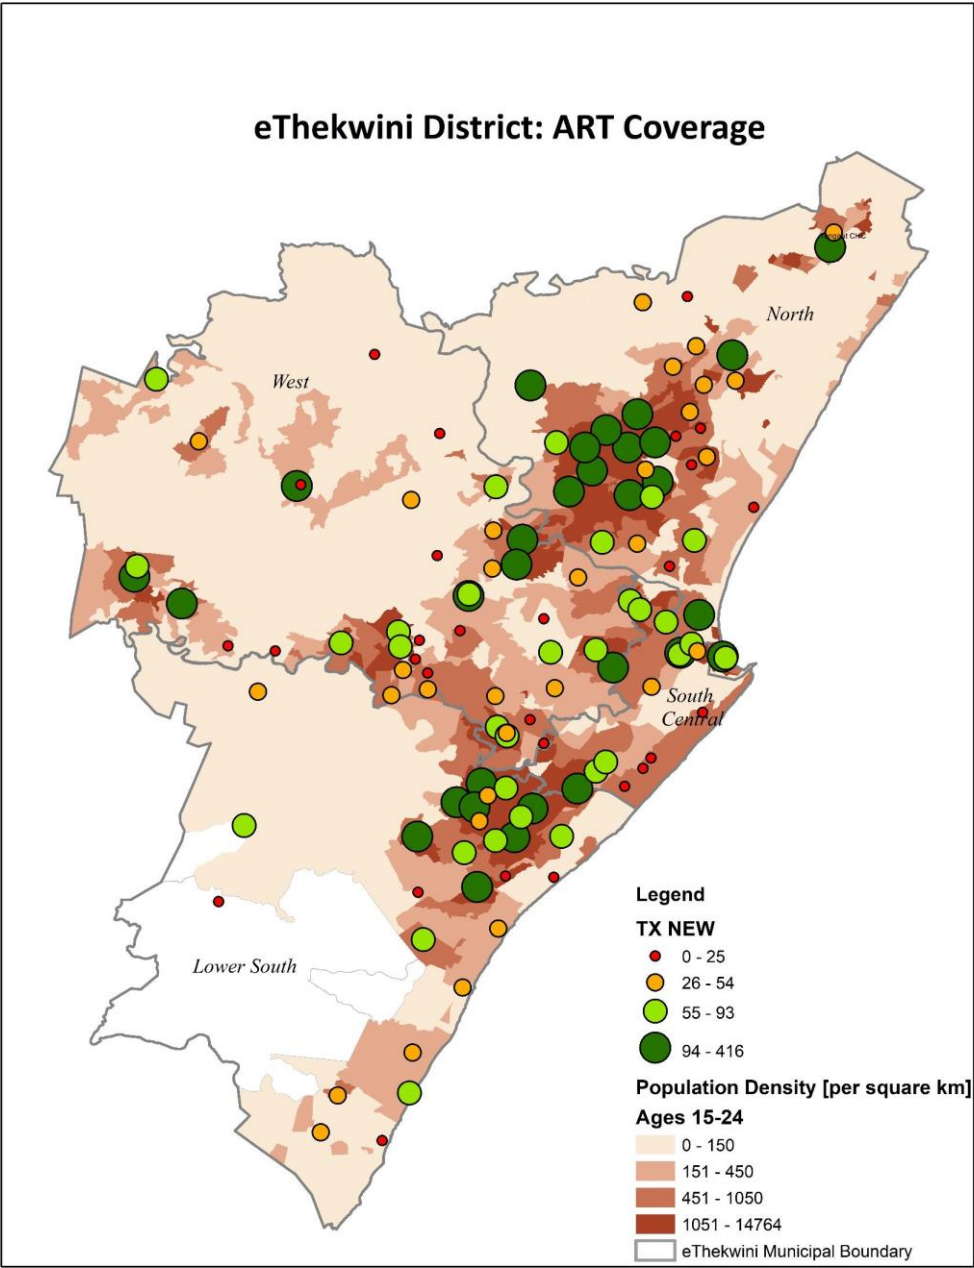 eThekwini District: ART Coverage
CHC
North
West
South
Central
Lower South
Legend
TX NEW
0 - 25
26 - 54
55 - 93
94 - 416
Population Density [per square km]
Ages 15-24
0 - 150
151 - 450
451 - 1050
1051 - 14764
eThekwini Municipal Boundary